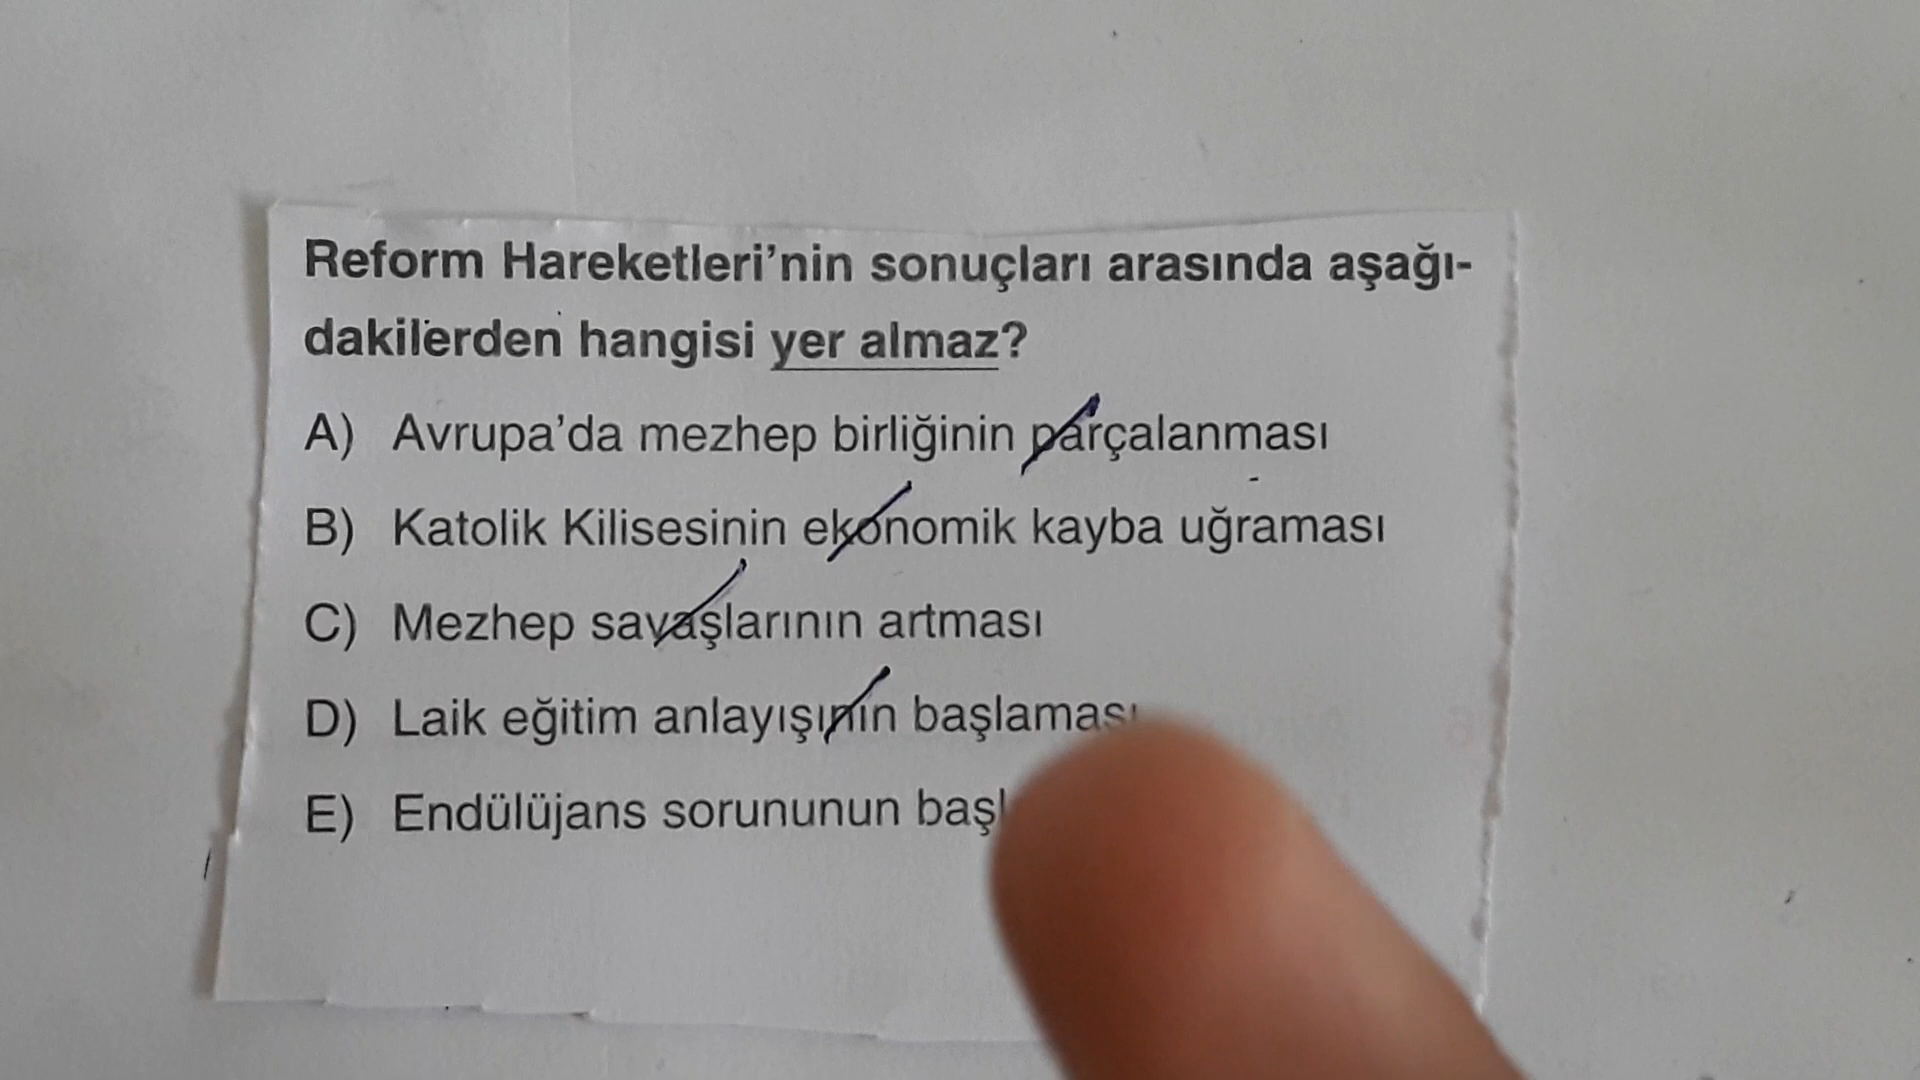 Reform Hareketleri'nin sonuçları arasında aşağı-
dakilerden hangisi yer almaz?
A) Avrupa'da mezhep birliğinin parçalanması
B) Katolik Kilisesinin ekonomik kayba uğraması
C) Mezhep savaşlarının artması
D) Laik eğitim anlayışının başlaması
E) Endülüjans sorununun